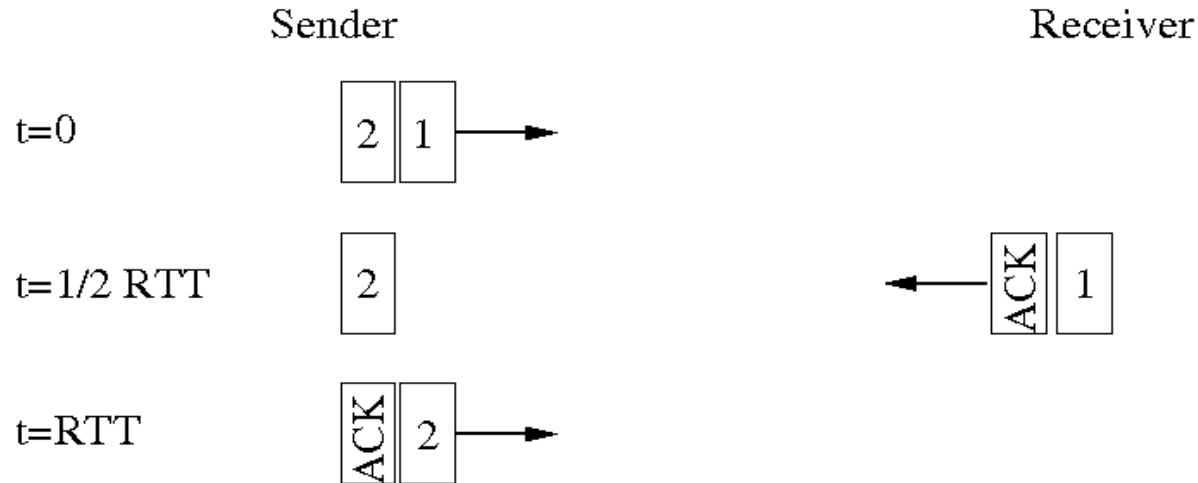 Sender Receiver
t=0 2 1
t=1/2 RTT 2 ACK 1
t=RTT ACK 2